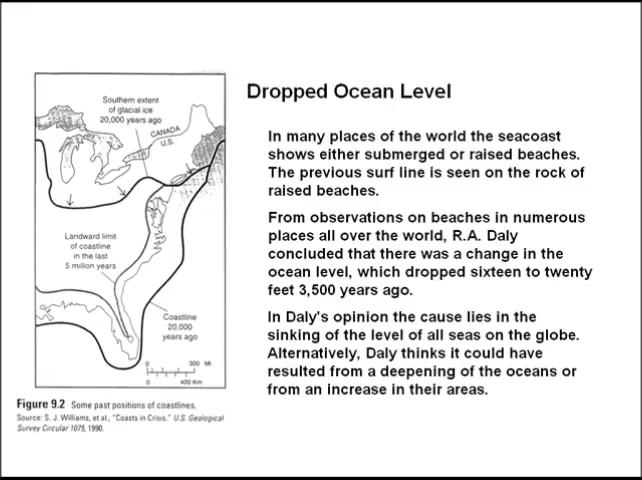 Dropped Ocean Level
Southern extent
of glacial ice
20,000 years ago
CANADA
U.S.
Landward limit
of coastline
in the last
5 million years
Coastline
20,000
years ago
0 300 Mi
0 400 Km
Figure 9.2 Some past positions of coastlines.
Source: S. J. Williams, et al., "Coasts in Crisis." U.S. Geological
Survey Circular 1075, 1990.
In many places of the world the seacoast
shows either submerged or raised beaches.
The previous surf line is seen on the rock of
raised beaches.
From observations on beaches in numerous
places all over the world, R.A. Daly
concluded that there was a change in the
ocean level, which dropped sixteen to twenty
feet 3,500 years ago.
In Daly's opinion the cause lies in the
sinking of the level of all seas on the globe.
Alternatively, Daly thinks it could have
resulted from a deepening of the oceans or
from an increase in their areas.